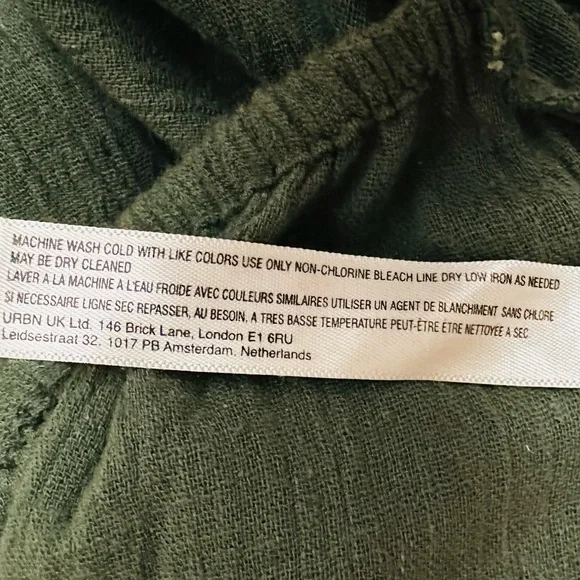 MACHINE WASH COLD WITH LIKE COLORS USE ONLY NON-CHLORINE BLEACH LINE DRY LOW IRON AS NEEDED
MAY BE DRY CLEANED
LAVER A LA MACHINE A L'EAU FROIDE AVEC COULEURS SIMILAIRES UTILISER UN AGENT DE BLANCHIMENT SANS CHLORE
SI NECESSAIRE LIGNE SEC REPASSER, AU BESOIN, A TRES BASSE TEMPERATURE PEUT-ÊTRE ÊTRE NETTOYEE A SEC
URBN UK Ltd. 146 Brick Lane, London E1 6RU
Leidsestraat 32, 1017 PB Amsterdam, Netherlands